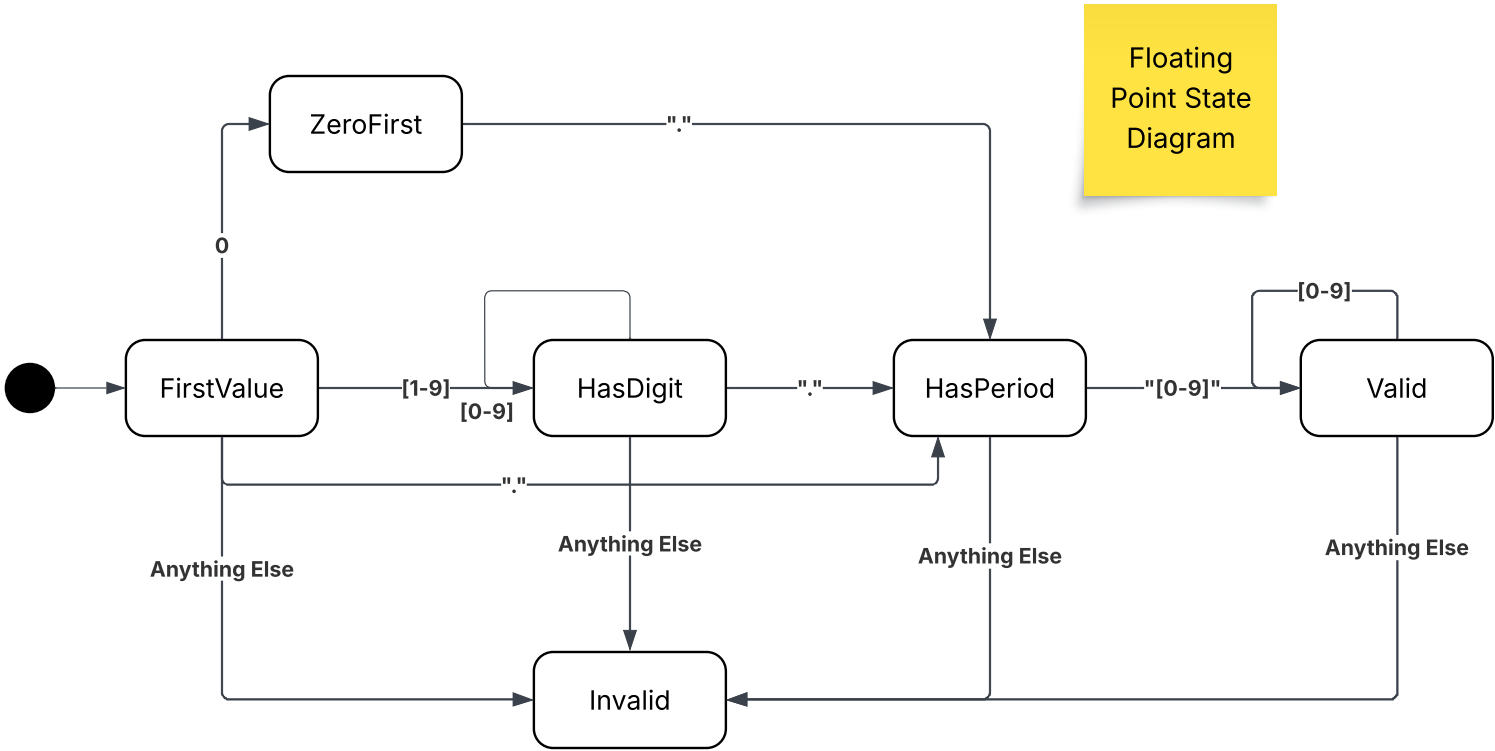 Floating
Point State
Diagram
ZeroFirst
"."
0
[0-9]
FirstValue
[1-9]
HasDigit
"."
HasPeriod
"[0-9]"
Valid
[0-9]
"."
Anything Else
Anything Else
Anything Else
Anything Else
Invalid